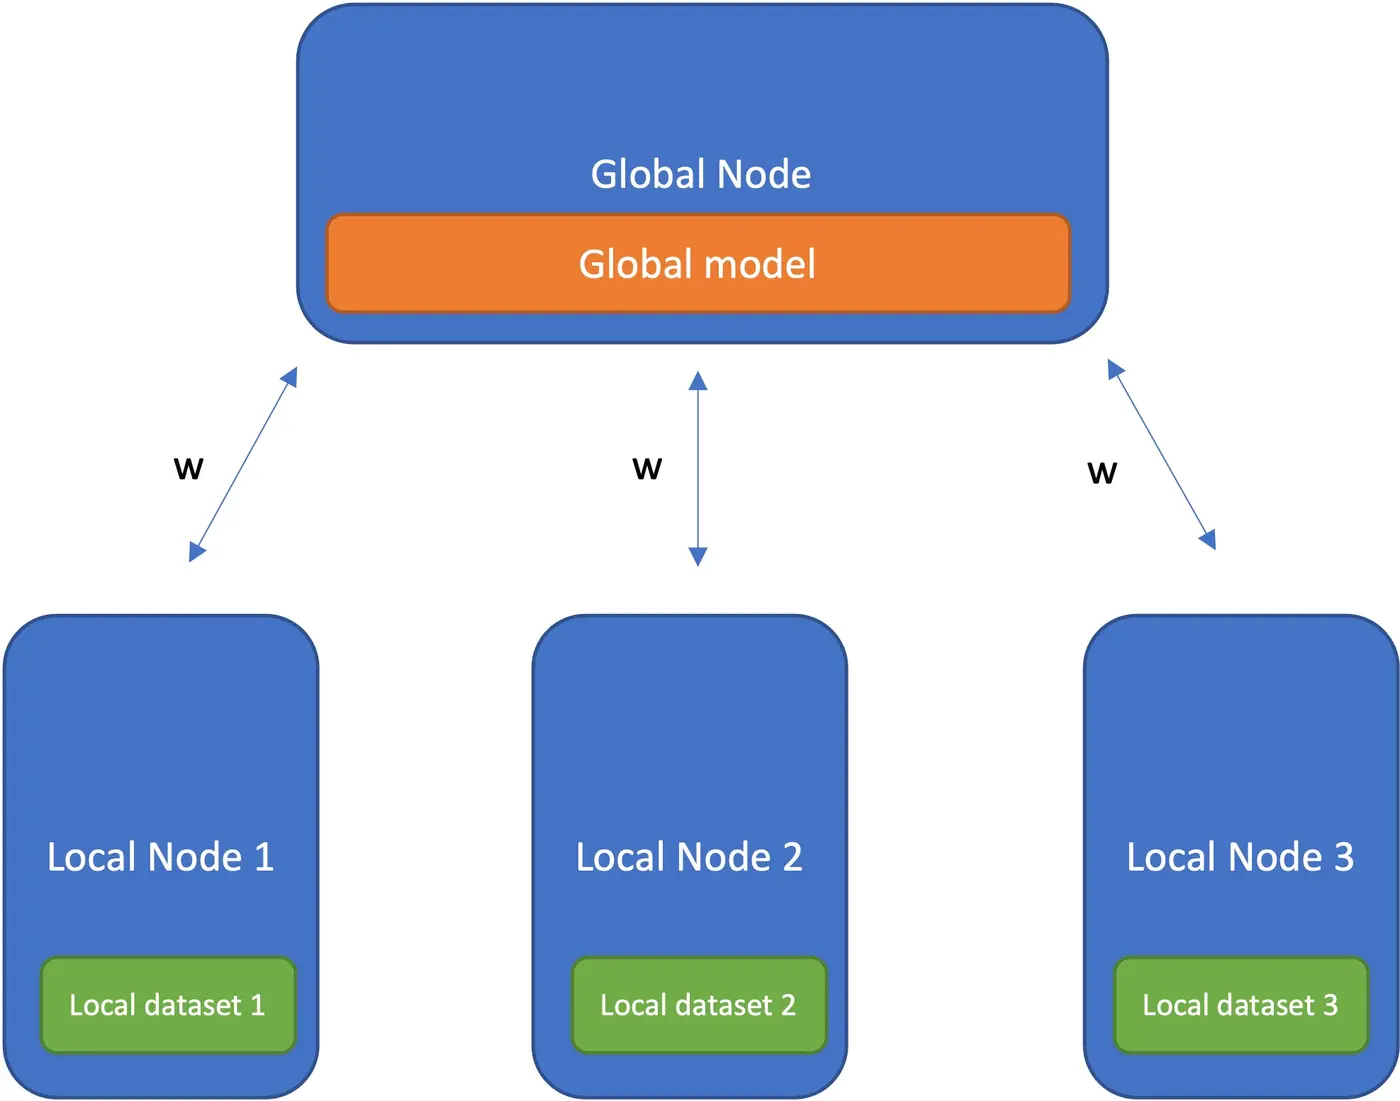 Global Node
Global model
w
w
w
Local Node 1
Local Node 2
Local Node 3
Local dataset 1
Local dataset 2
Local dataset 3